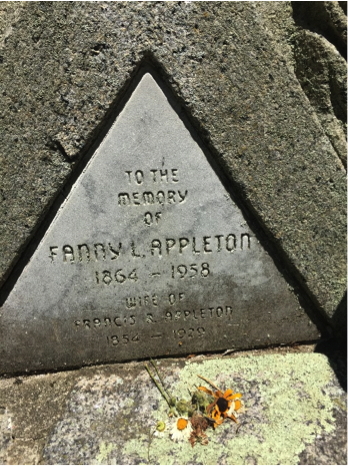 TO THE
MEMORY
OF
FANNY L. APPLETON
1864 - 1958
WIFE OF
FRANCIS R. APPLETON
1854 - 1929